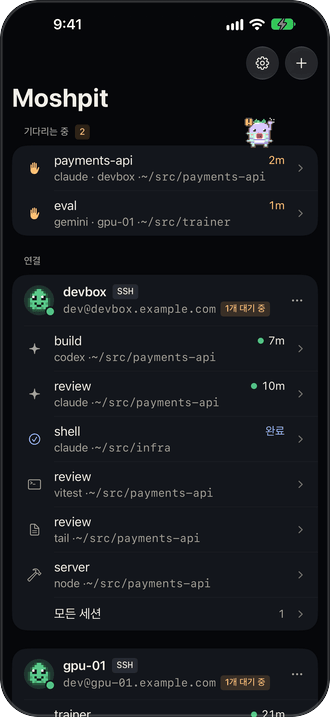 9:41
Moshpit
기다리는 중 2
payments-api 2m
claude · devbox ·~/src/payments-api
eval 1m
gemini · gpu-01 ·~/src/trainer
연결
devbox SSH
dev@devbox.example.com 1개 대기 중
build 7m
codex ·~/src/payments-api
review 10m
claude ·~/src/payments-api
shell 완료
claude ·~/src/infra
review
vitest ·~/src/payments-api
review
tail ·~/src/payments-api
server
node ·~/src/payments-api
모든 세션 1
gpu-01 SSH
dev@gpu-01.example.com 1개 대기 중
trainer 21m